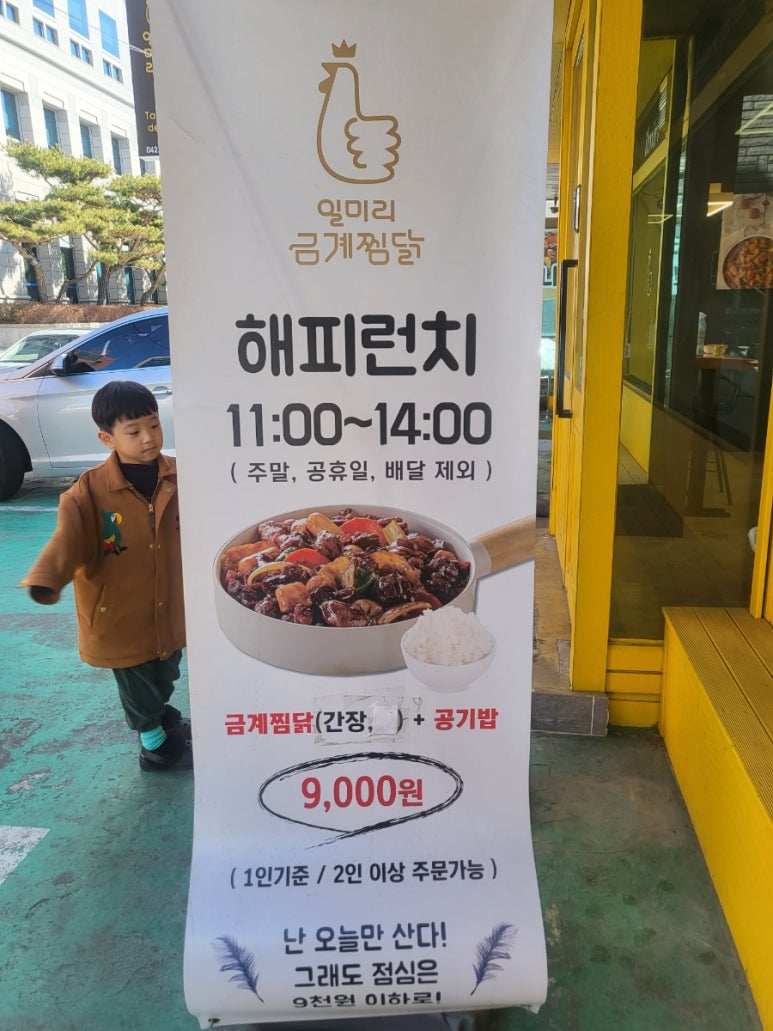 일미리
금계찜닭
해피런치
11:00~14:00
( 주말, 공휴일, 배달 제외 )
금계찜닭(간장, ) + 공기밥
9,000원
( 1인기준 / 2인 이상 주문가능 )
난 오늘만 산다!
그래도 점심은
9천원 이하로!